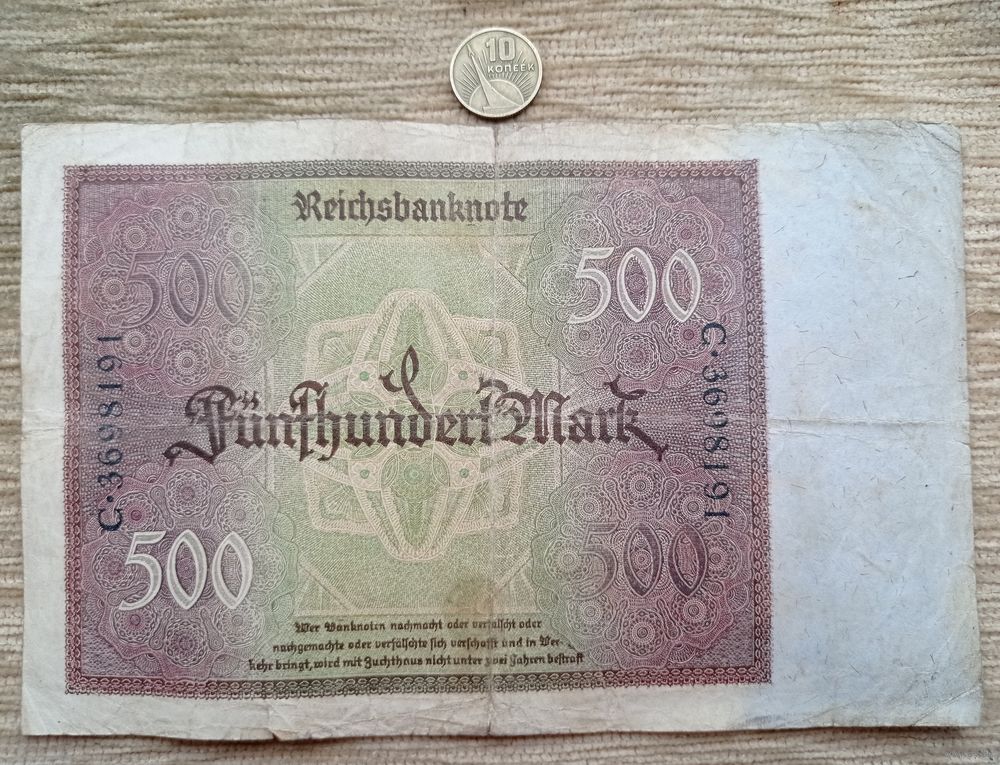 10
КОПЕЕК
Reichsbanknote
500
500
C·3698191
C·3698191
Fünfhundert Mark
500
500
Wer Banknoten nachmacht oder verfälscht oder
nachgemachte oder verfälschte sich verschafft und in Ver-
kehr bringt, wird mit Zuchthaus nicht unter zwei Jahren bestraft